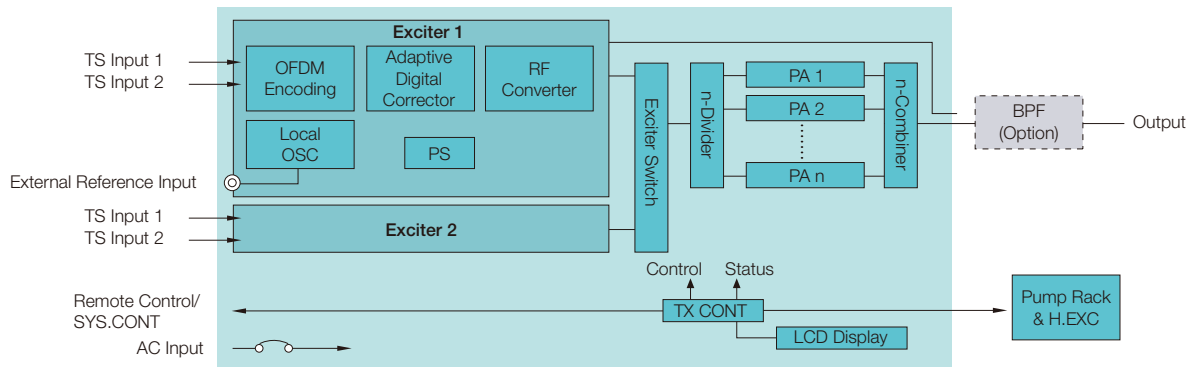 Exciter 1
TS Input 1
TS Input 2
OFDM
Encoding
Adaptive
Digital
Corrector
RF
Converter
Local
OSC
PS
External Reference Input
TS Input 1
TS Input 2
Exciter 2
Exciter Switch
n-Divider
PA 1
PA 2
PA n
n-Combiner
BPF
(Option)
Output
Control
Status
Remote Control/
SYS.CONT
TX CONT
Pump Rack
& H.EXC
LCD Display
AC Input